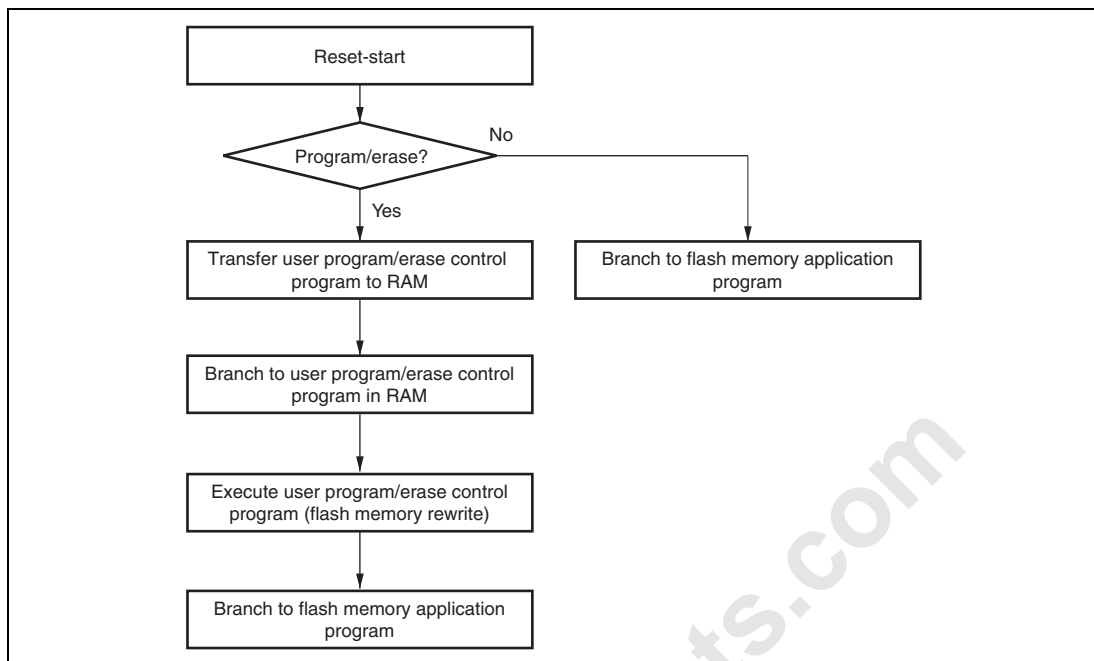 Reset-start
Program/erase?
No
Yes
Transfer user program/erase control
program to RAM
Branch to flash memory application
program
Branch to user program/erase control
program in RAM
Execute user program/erase control
program (flash memory rewrite)
Branch to flash memory application
program
ts.com